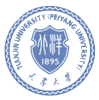 TIANJIN UNIVERSITY (PEIYANG UNIVERSITY)
北洋
1895
天津大学